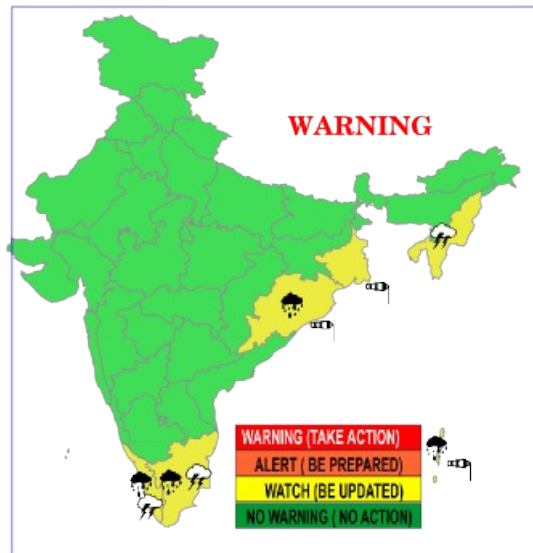 WARNING
WARNING (TAKE ACTION)
ALERT ( BE PREPARED)
WATCH (BE UPDATED)
NO WARNING ( NO ACTION)